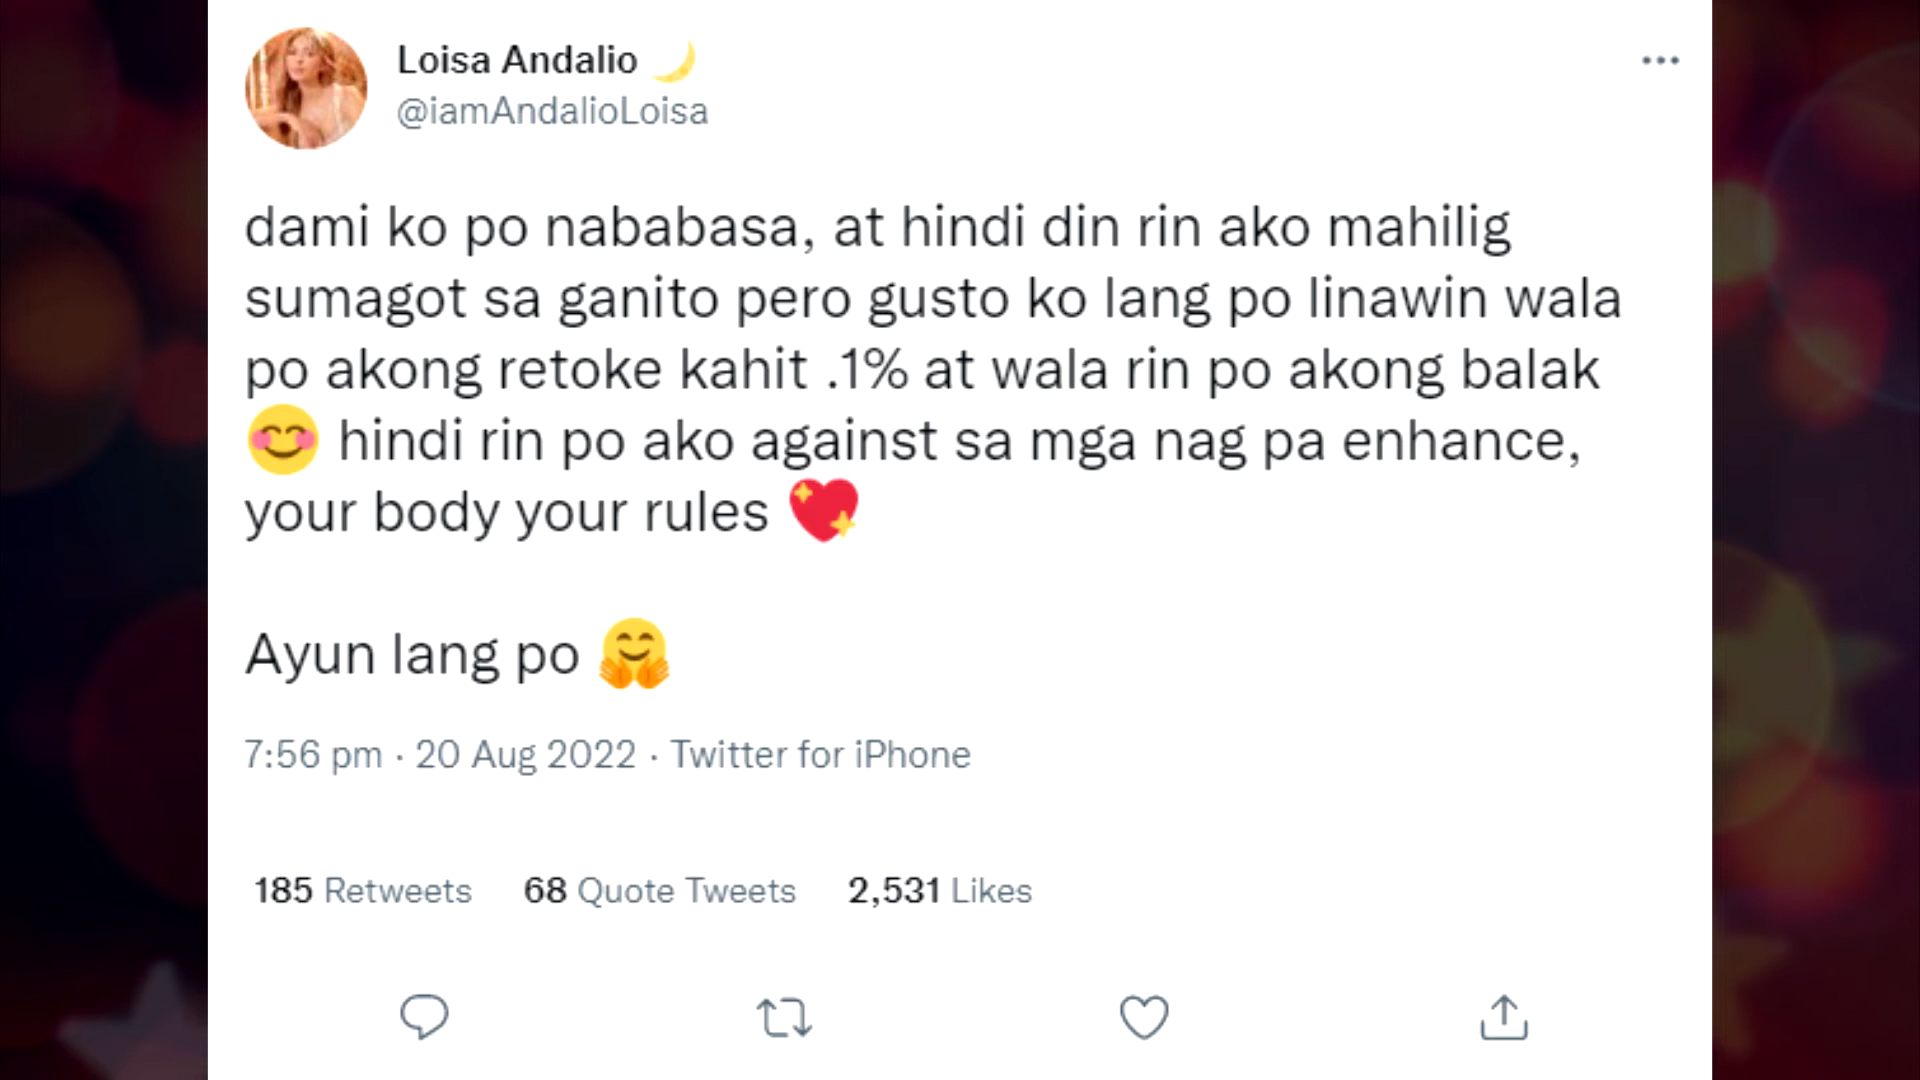 Loisa Andalio 🌙
@iamAndalioLoisa
dami ko po nababasa, at hindi din rin ako mahilig
sumagot sa ganito pero gusto ko lang po linawin wala
po akong retoke kahit .1% at wala rin po akong balak
😊 hindi rin po ako against sa mga nag pa enhance,
your body your rules 💖
Ayun lang po 🤗
7:56 pm · 20 Aug 2022 · Twitter for iPhone
185 Retweets 68 Quote Tweets 2,531 Likes